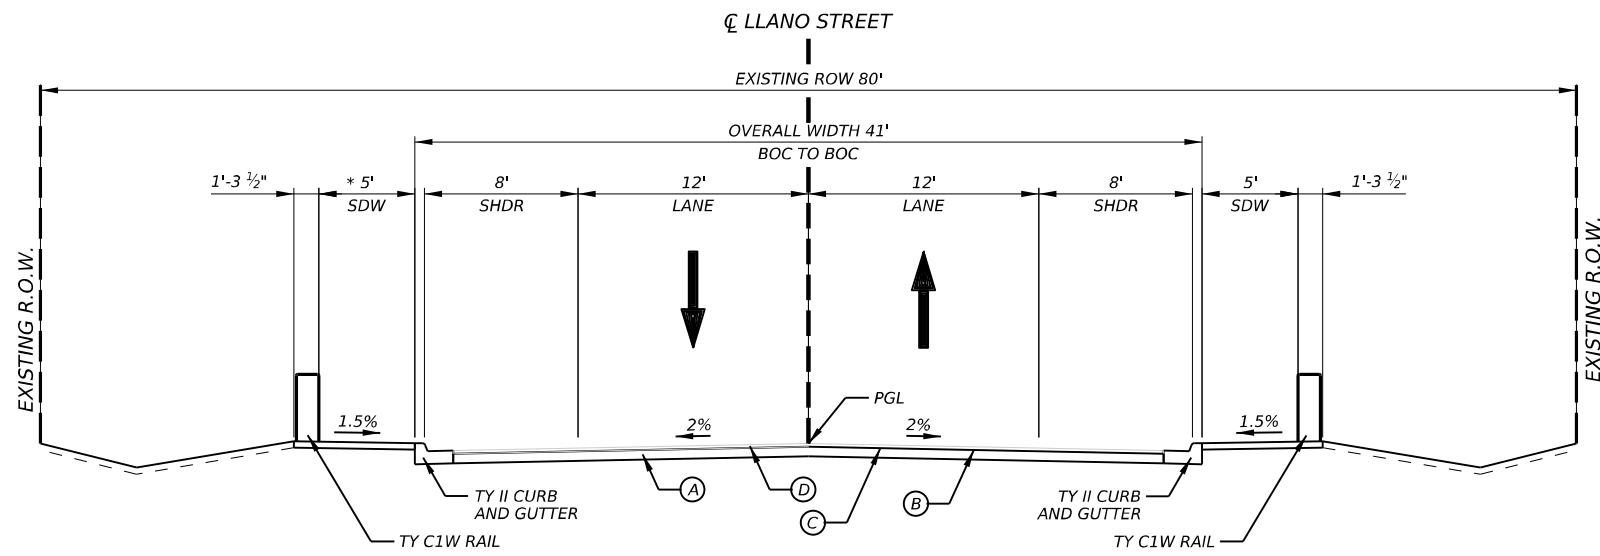 ℄ LLANO STREET
EXISTING ROW 80'
OVERALL WIDTH 41'
BOC TO BOC
1'-3 ½"
* 5'
SDW
8'
SHDR
12'
LANE
12'
LANE
8'
SHDR
5'
SDW
1'-3 ½"
EXISTING R.O.W.
EXISTING R.O.W.
PGL
1.5%
2%
2%
1.5%
A
D
C
B
TY II CURB
AND GUTTER
TY II CURB
AND GUTTER
TY C1W RAIL
TY C1W RAIL